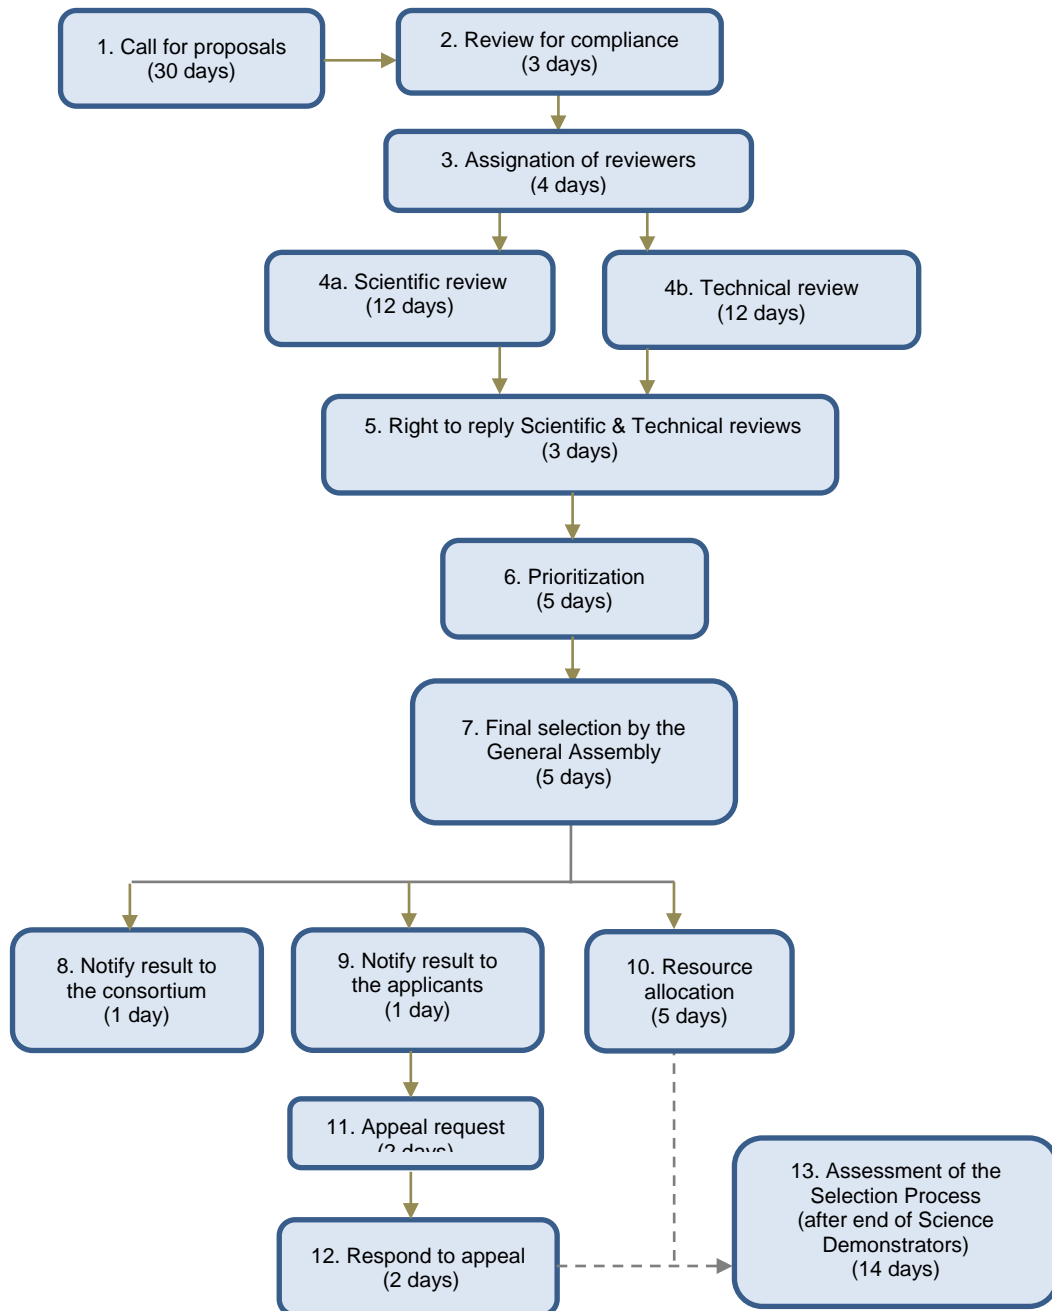 1. Call for proposals
(30 days)
2. Review for compliance
(3 days)
3. Assignation of reviewers
(4 days)
4a. Scientific review
(12 days)
4b. Technical review
(12 days)
5. Right to reply Scientific & Technical reviews
(3 days)
6. Prioritization
(5 days)
7. Final selection by the
General Assembly
(5 days)
8. Notify result to
the consortium
(1 day)
9. Notify result to
the applicants
(1 day)
10. Resource
allocation
(5 days)
11. Appeal request
(2 days)
12. Respond to appeal
(2 days)
13. Assessment of the
Selection Process
(after end of Science
Demonstrators)
(14 days)